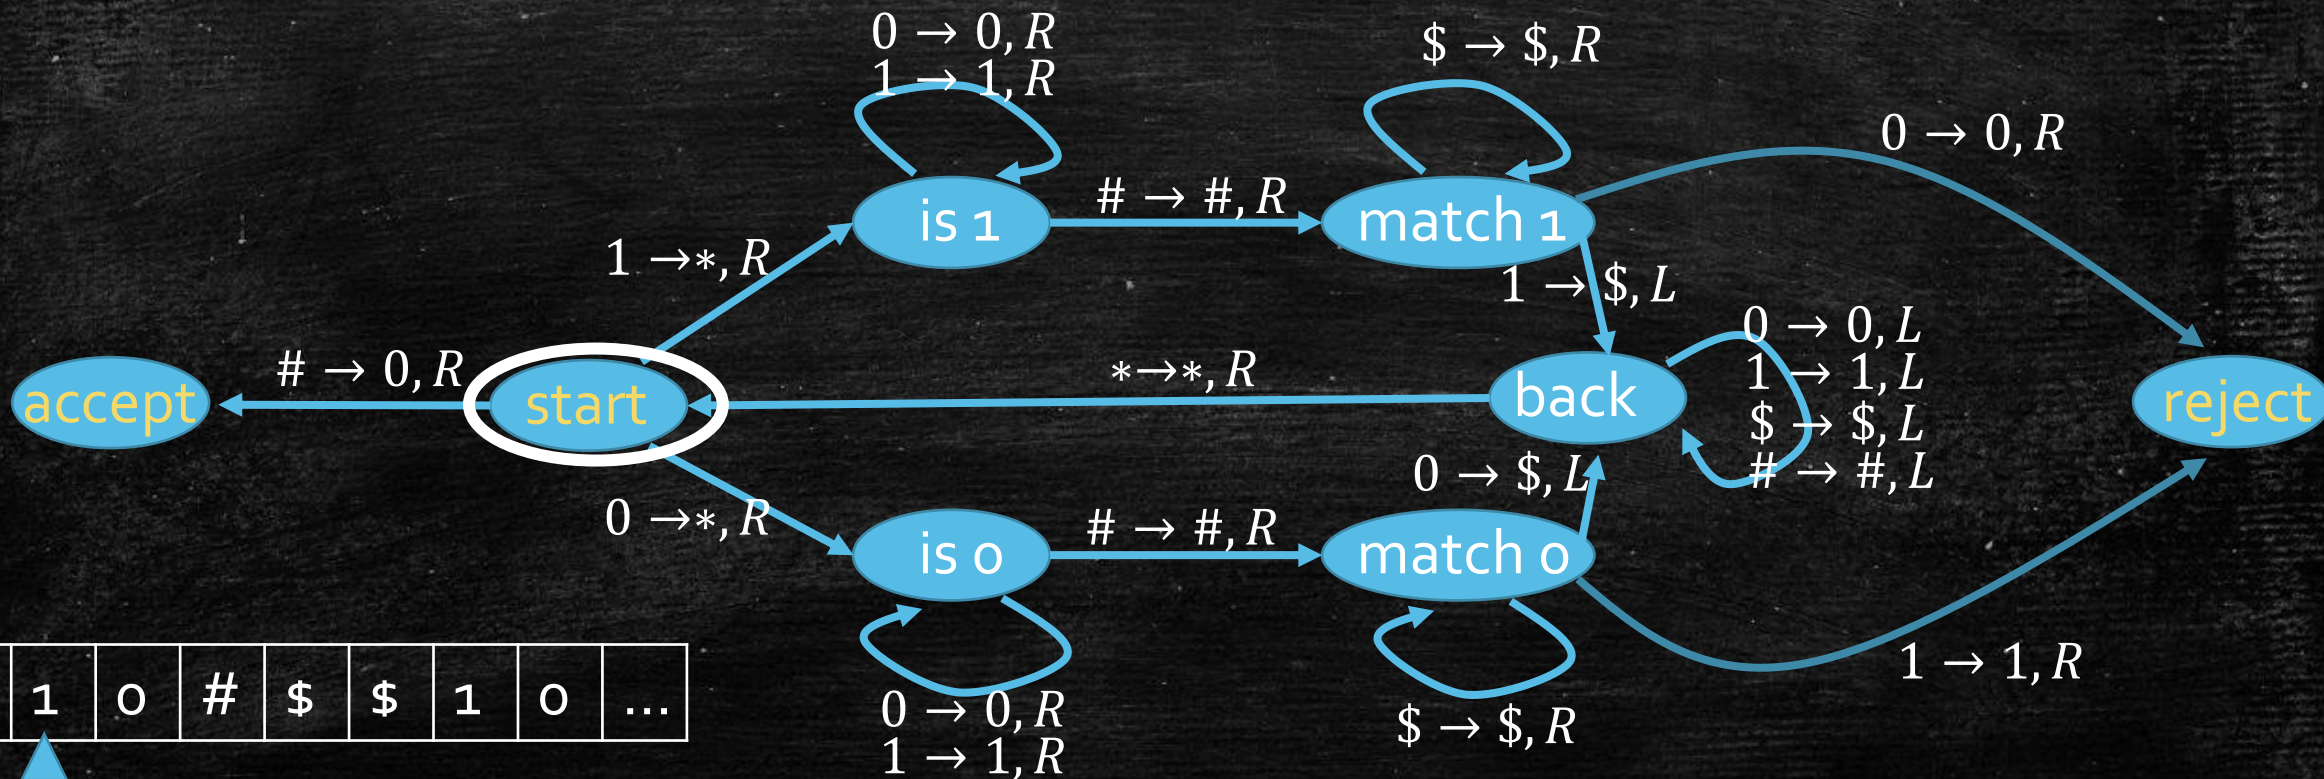 0 → 0, R
1 → 1, R
$ → $, R
0 → 0, R
is 1
# → #, R
match 1
1 →*, R
1 → $, L
0 → 0, L
1 → 1, L
$ → $, L
# → #, L
accept
# → 0, R
start
*→*, R
back
reject
0 → $, L
0 →*, R
is 0
# → #, R
match 0
1 → 1, R
0 → 0, R
1 → 1, R
$ → $, R
1 0 # $ $ 1 0 ...